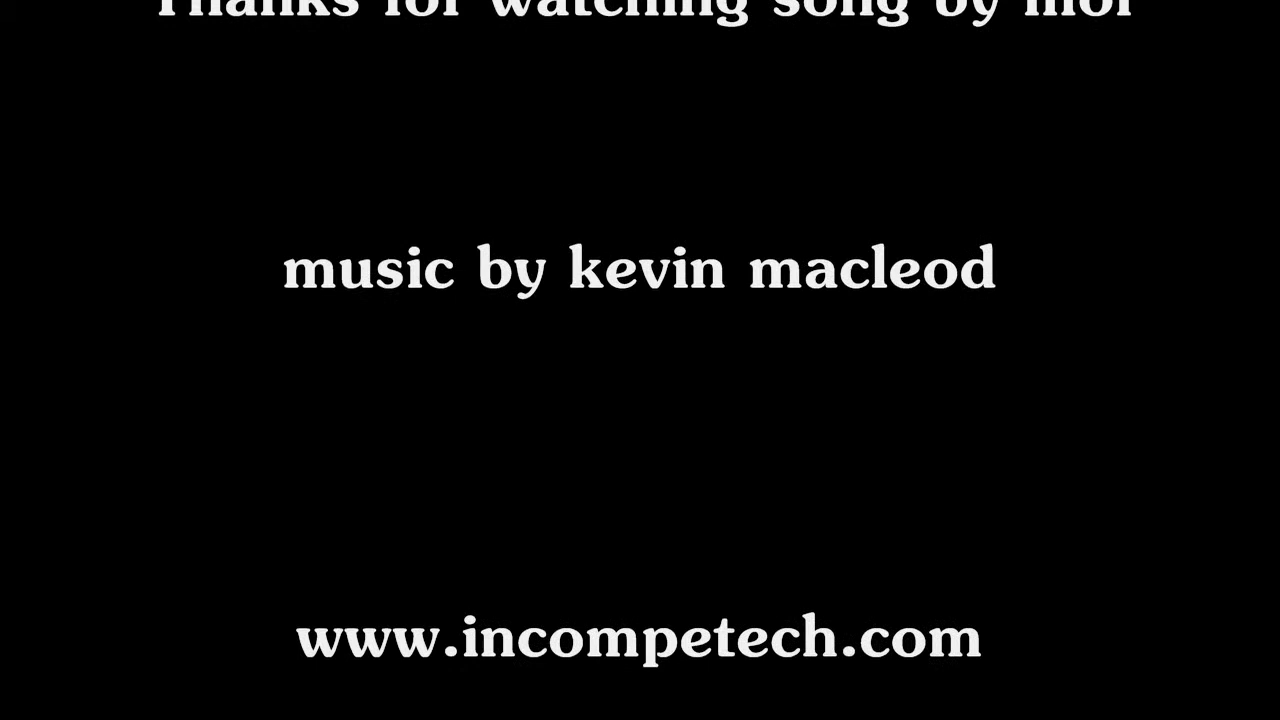 Thanks for watching song by
music by kevin macleod
www.incompetech.com